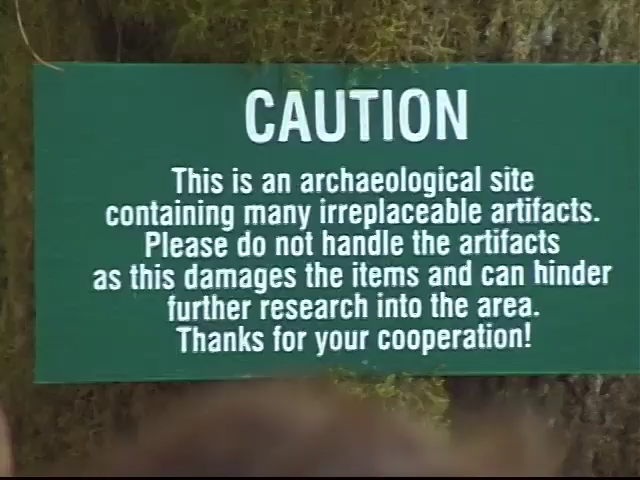 CAUTION
This is an archaeological site
containing many irreplaceable artifacts.
Please do not handle the artifacts
as this damages the items and can hinder
further research into the area.
Thanks for your cooperation!